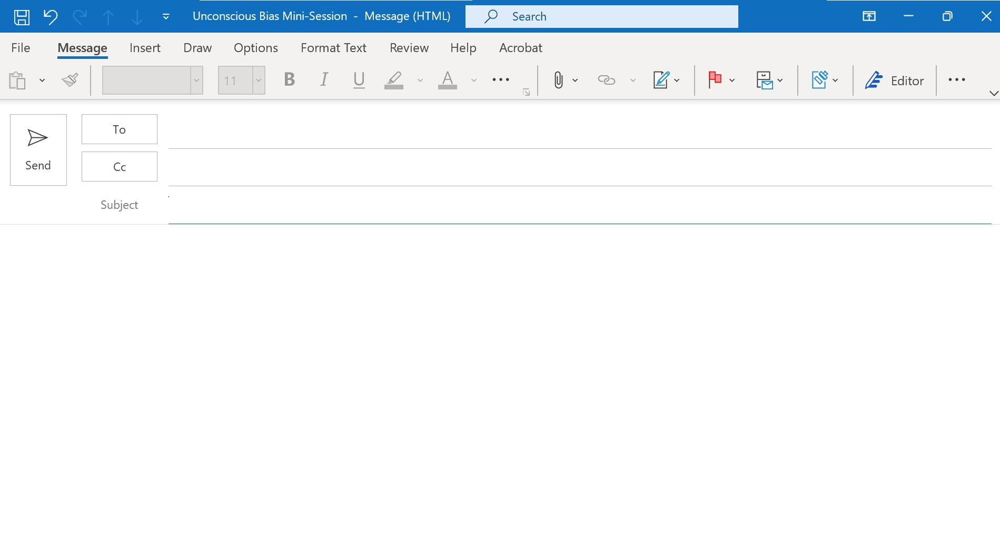 Unconscious Bias Mini-Session - Message (HTML)
Search
File Message Insert Draw Options Format Text Review Help Acrobat
11 B I U A Editor
To
Send
Cc
Subject